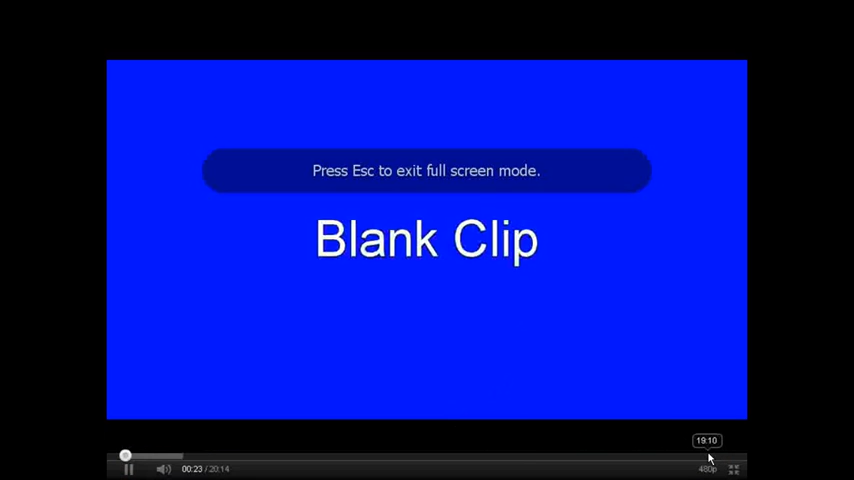 Press Esc to exit full screen mode.
Blank Clip
19:10
00:23 / 20:14
480p